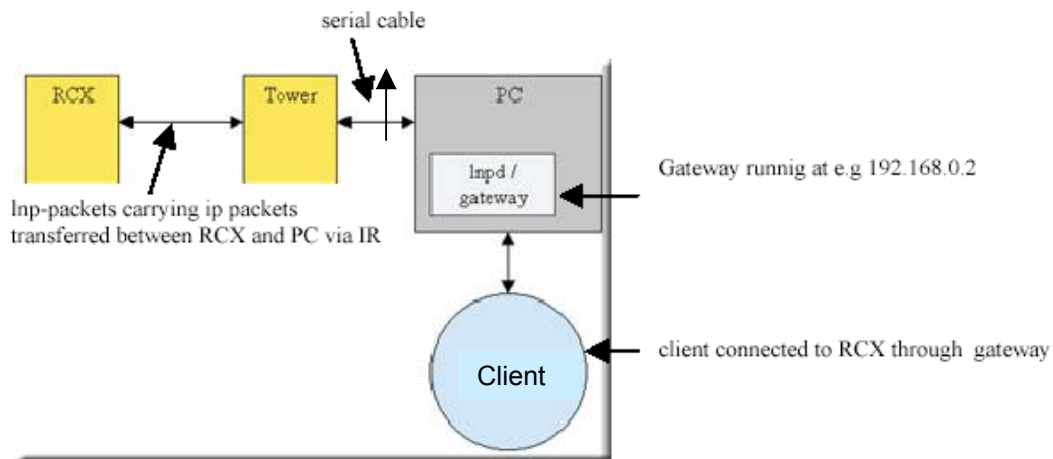 serial cable
RCX
Tower
PC
lnpd /
gateway
Gateway runnig at e.g 192.168.0.2
lnp-packets carrying ip packets
transferred between RCX and PC via IR
Client
client connected to RCX through gateway